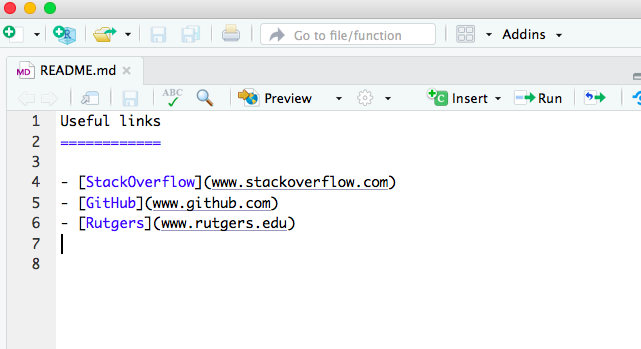 Go to file/function
Addins
MD README.md
ABC
Preview
C Insert
Run
1 Useful links
2 ============
3
4 - [StackOverflow](www.stackoverflow.com)
5 - [GitHub](www.github.com)
6 - [Rutgers](www.rutgers.edu)
7
8